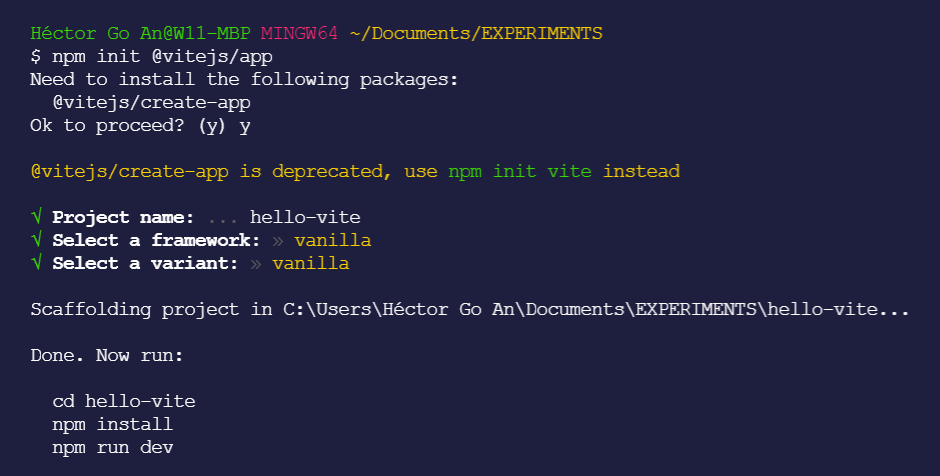 Héctor Go An@W11-MBP MINGW64 ~/Documents/EXPERIMENTS
$ npm init @vitejs/app
Need to install the following packages:
  @vitejs/create-app
Ok to proceed? (y) y
@vitejs/create-app is deprecated, use npm init vite instead
√ Project name: ... hello-vite
√ Select a framework: » vanilla
√ Select a variant: » vanilla
Scaffolding project in C:\Users\Héctor Go An\Documents\EXPERIMENTS\hello-vite...
Done. Now run:
  cd hello-vite
  npm install
  npm run dev